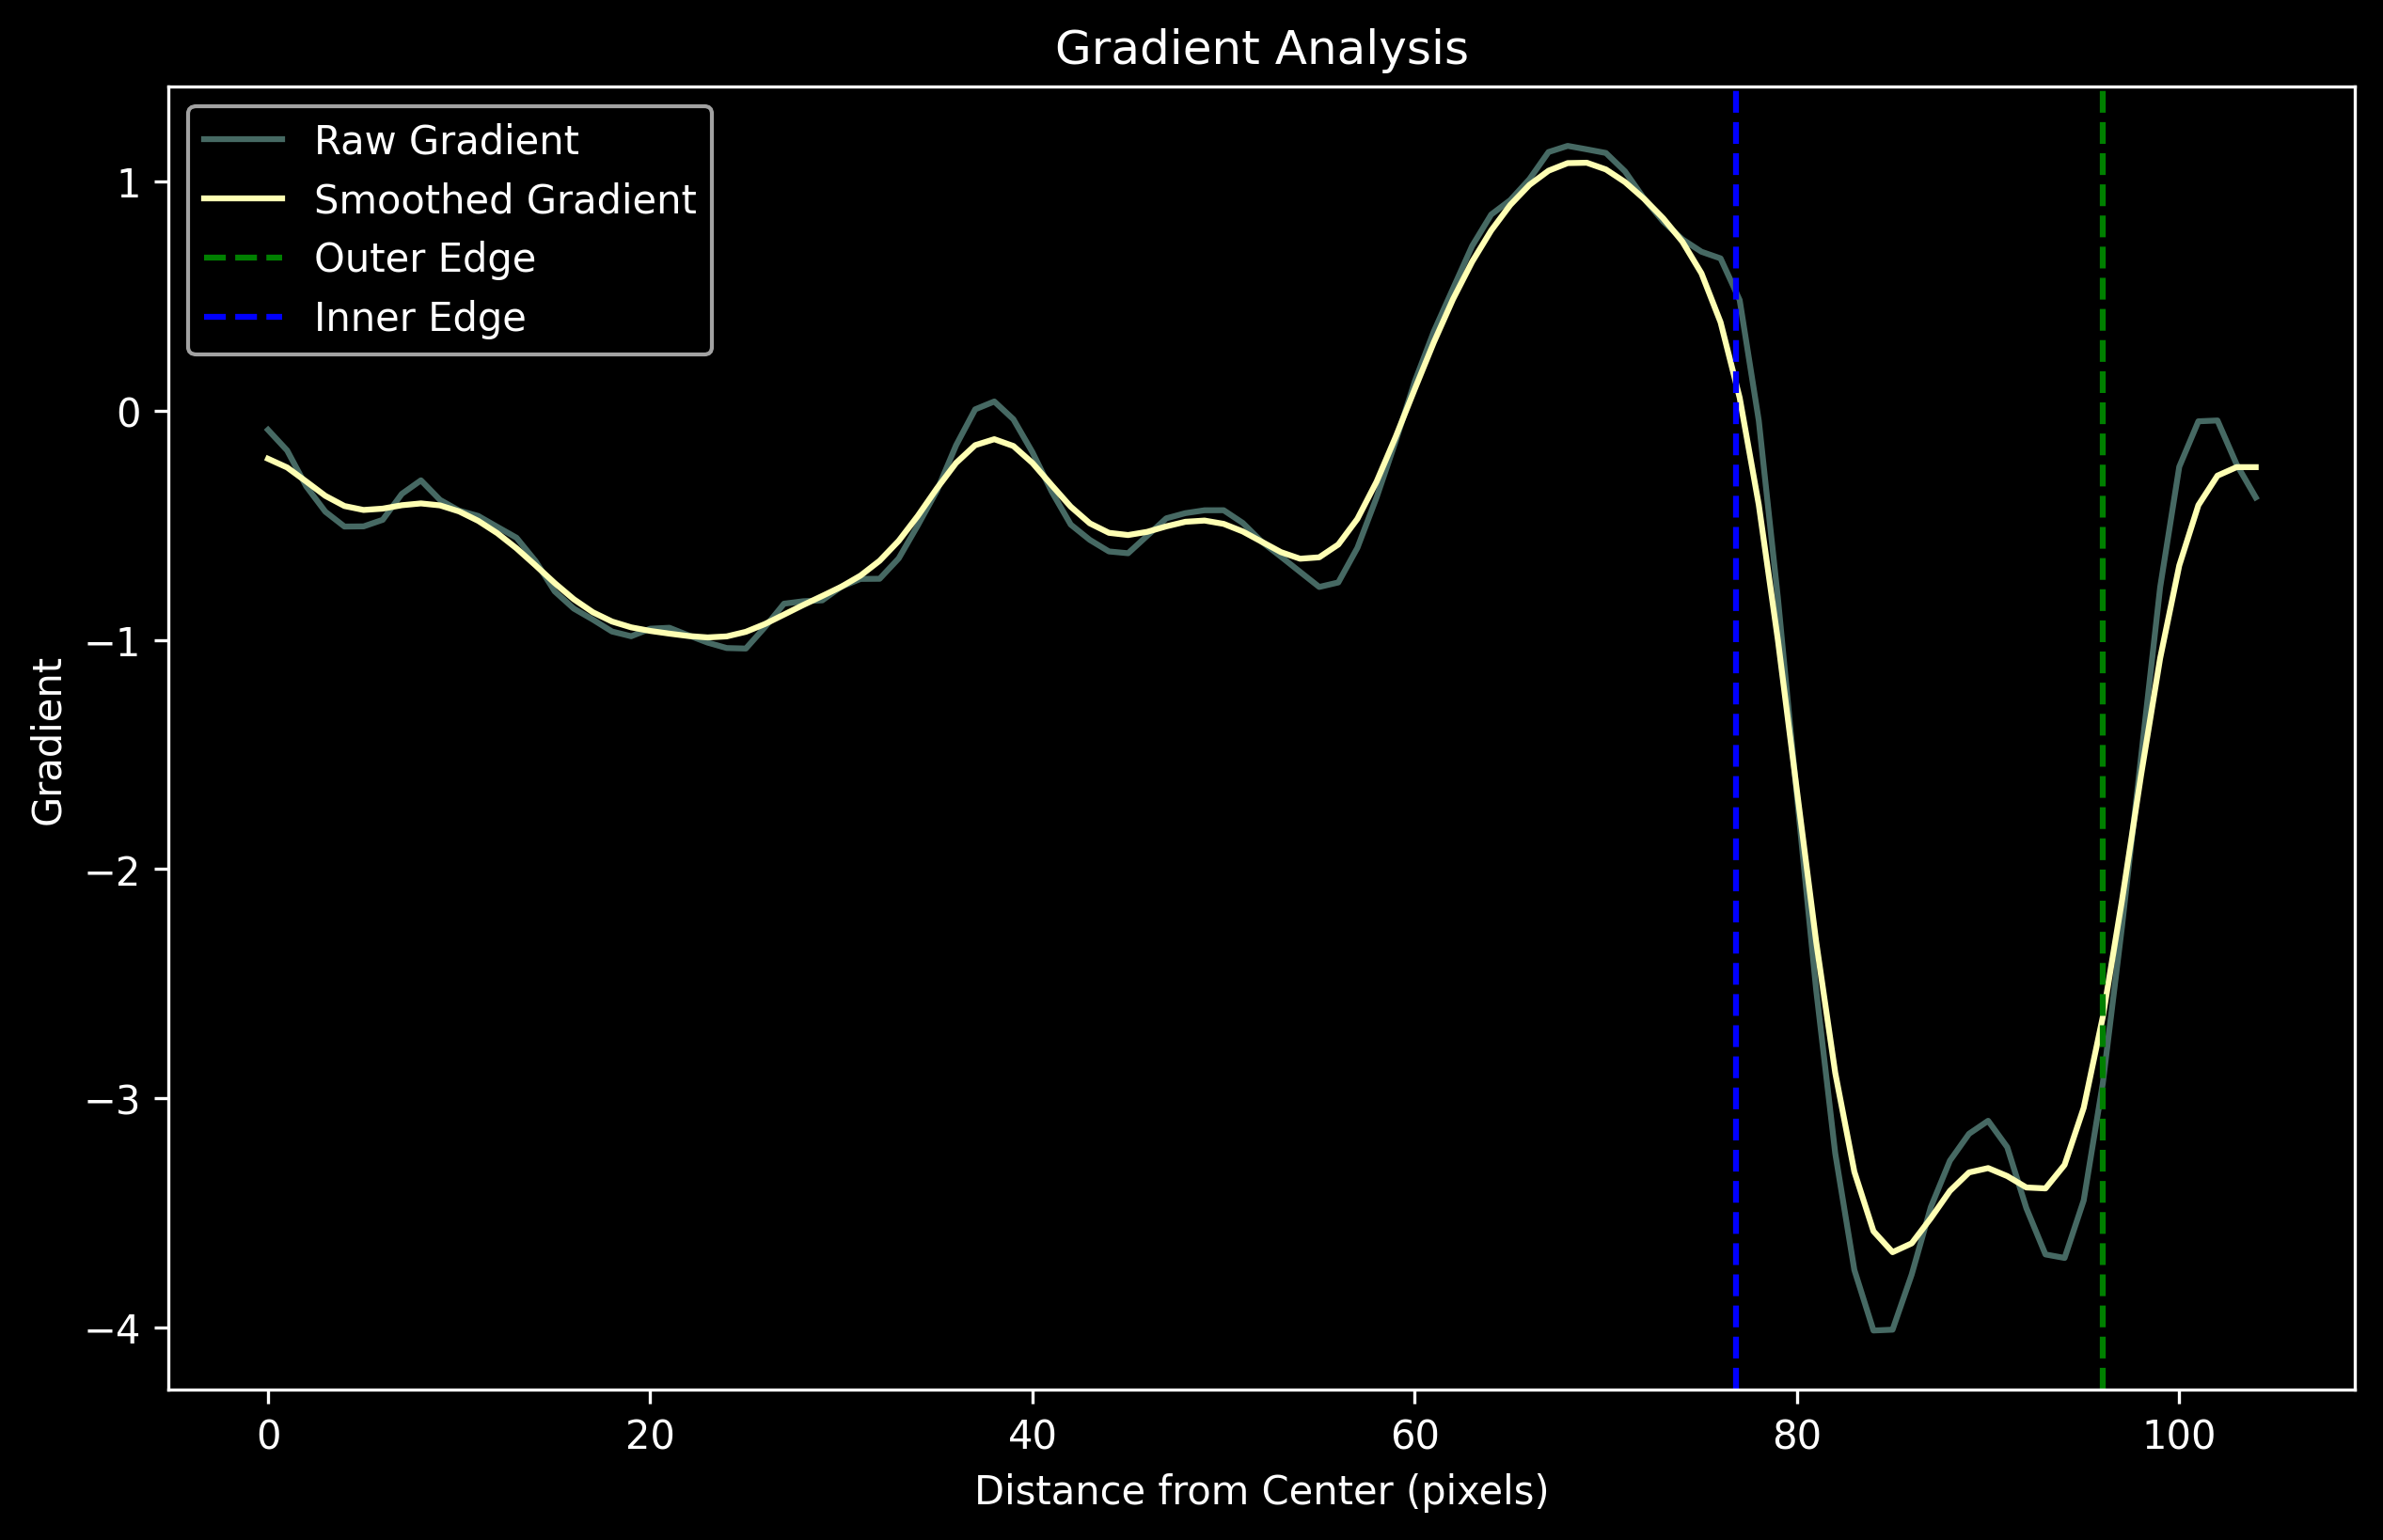 Gradient Analysis
Raw Gradient
Smoothed Gradient
Outer Edge
Inner Edge
1
0
−1
−2
−3
−4
Gradient
0 20 40 60 80 100
Distance from Center (pixels)